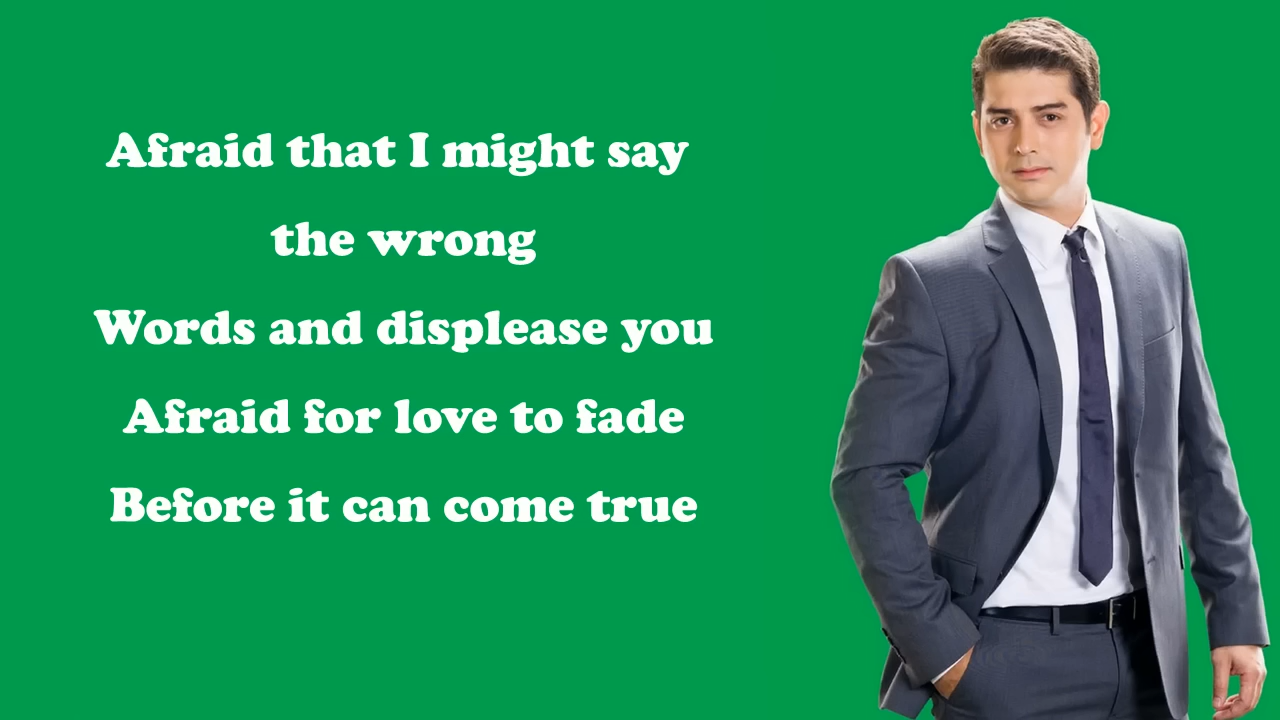 Afraid that I might say
the wrong
Words and displease you
Afraid for love to fade
Before it can come true